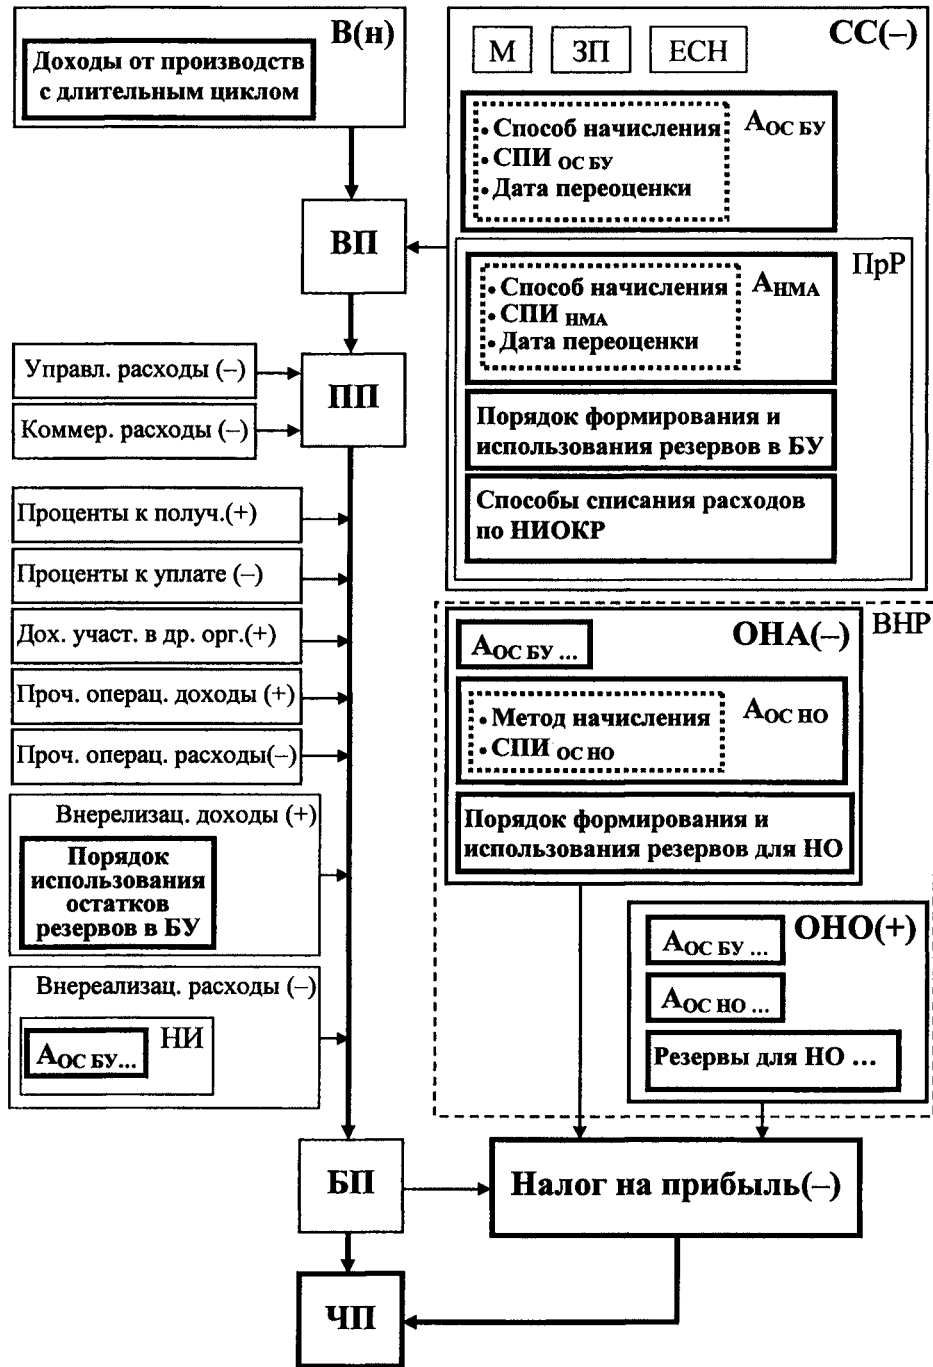 В(н)
Доходы от производств
с длительным циклом
СС(–)
М
ЗП
ЕСН
АОС БУ
• Способ начисления
• СПИ ОС БУ
• Дата переоценки
ВП
ПрР
АНМА
• Способ начисления
• СПИ НМА
• Дата переоценки
Управл. расходы (–)
Коммер. расходы (–)
ПП
Порядок формирования и
использования резервов в БУ
Способы списания расходов
по НИОКР
Проценты к получ.(+)
Проценты к уплате (–)
Дох. участ. в др. орг.(+)
Проч. операц. доходы (+)
Проч. операц. расходы(–)
Внерелизац. доходы (+)
Порядок
использования
остатков
резервов в БУ
Внереализац. расходы (–)
НИ
АОС БУ...
ВНР
ОНА(–)
АОС БУ ...
АОС НО
• Метод начисления
• СПИ ОС НО
Порядок формирования и
использования резервов для НО
ОНО(+)
АОС БУ ...
АОС НО ...
Резервы для НО ...
БП
Налог на прибыль(–)
ЧП